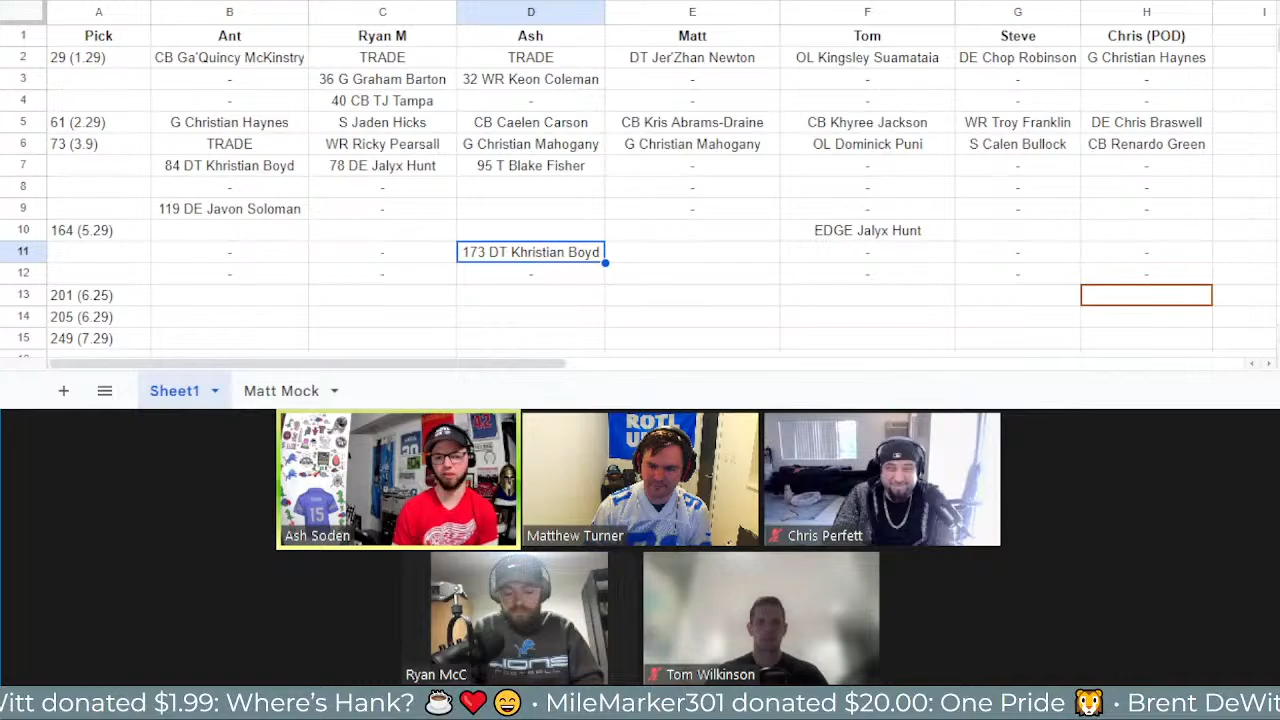 A B C D E F G H I
1 Pick Ant Ryan M Ash Matt Tom Steve Chris (POD)
2 29 (1.29) CB Ga'Quincy McKinstry TRADE TRADE DT Jer'Zhan Newton OL Kingsley Suamataia DE Chop Robinson G Christian Haynes
3 - 36 G Graham Barton 32 WR Keon Coleman - - - -
4 - 40 CB TJ Tampa - - - - -
5 61 (2.29) G Christian Haynes S Jaden Hicks CB Caelen Carson CB Kris Abrams-Draine CB Khyree Jackson WR Troy Franklin DE Chris Braswell
6 73 (3.9) TRADE WR Ricky Pearsall G Christian Mahogany G Christian Mahogany OL Dominick Puni S Calen Bullock CB Renardo Green
7 84 DT Khristian Boyd 78 DE Jalyx Hunt 95 T Blake Fisher - - - -
8 - - - - - -
9 119 DE Javon Soloman - - - - -
10 164 (5.29) EDGE Jalyx Hunt
11 - - 173 DT Khristian Boyd - - -
12 - - - - - -
13 201 (6.25)
14 205 (6.29)
15 249 (7.29)
+ Sheet1 Matt Mock
ROTL
42
15
Ash Soden
Matthew Turner
Chris Perfett
LIONS
FOOTBALL
Ryan McC
Tom Wilkinson
Vitt donated $1.99: Where's Hank? ☕❤️😄 · MileMarker301 donated $20.00: One Pride 🦁 · Brent DeWit